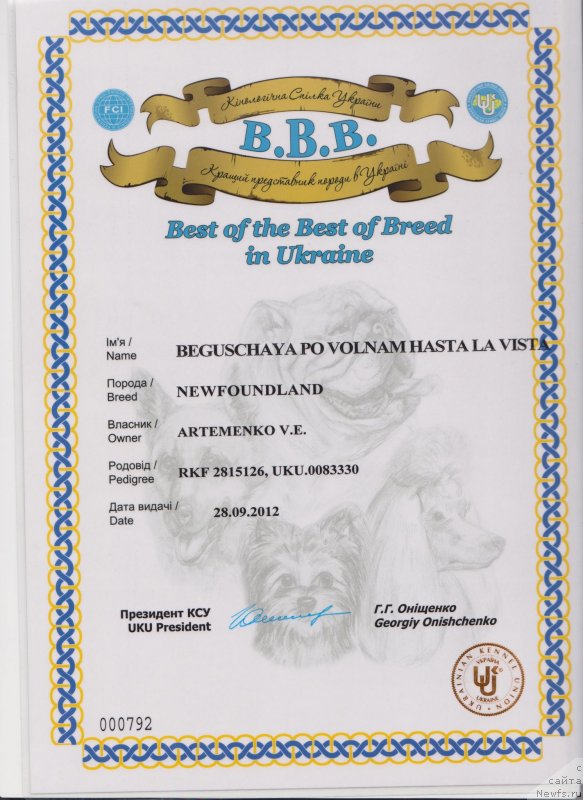 Кінологічна Спілка України
FCI
B.B.B.
Кращий представник породи в Україні
Best of the Best of Breed
in Ukraine
Ім'я /
Name
BEGUSCHAYA PO VOLNAM HASTA LA VISTA
Порода /
Breed
NEWFOUNDLAND
Власник /
Owner
ARTEMENKO V.E.
Родовід /
Pedigree
RKF 2815126, UKU.0083330
Дата видачі /
Date
28.09.2012
Президент КСУ
UKU President
Г.Г. Оніщенко
Georgiy Onishchenko
UKRAINIAN KENNEL UNION
УКРАЇНА
UKU
UKRAINE
000792
с
сайта
Newfs.ru